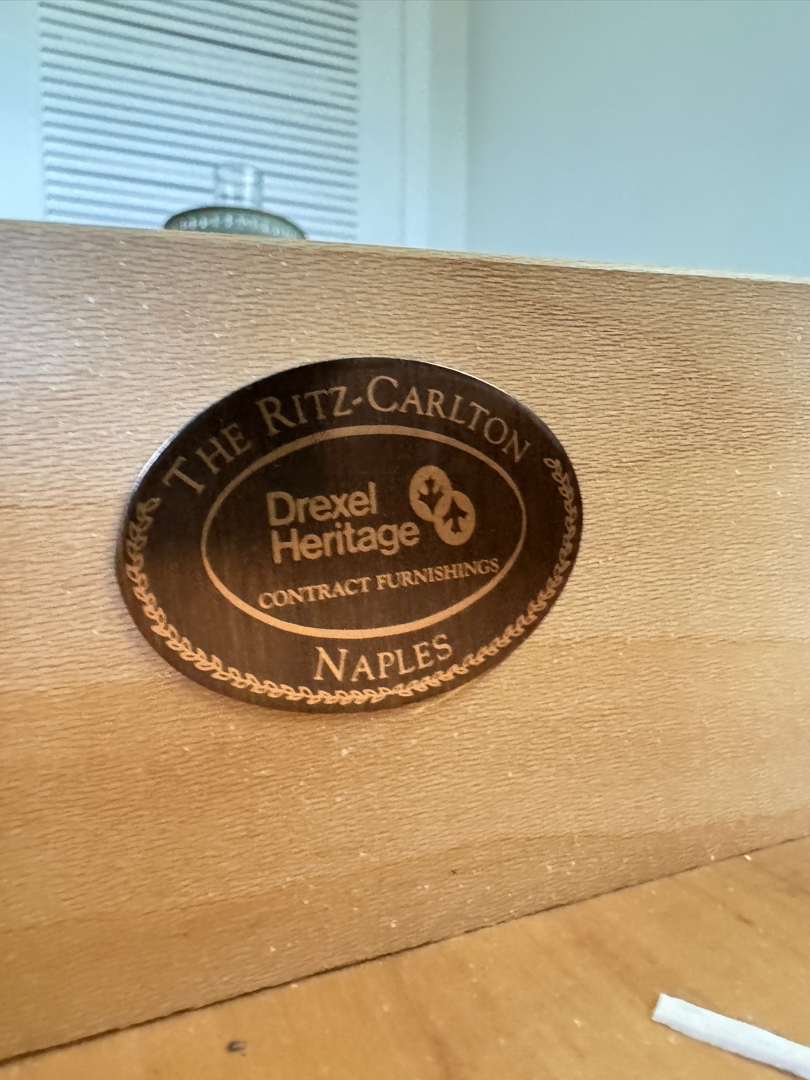 THE RITZ-CARLTON
Drexel
Heritage
CONTRACT FURNISHINGS
NAPLES